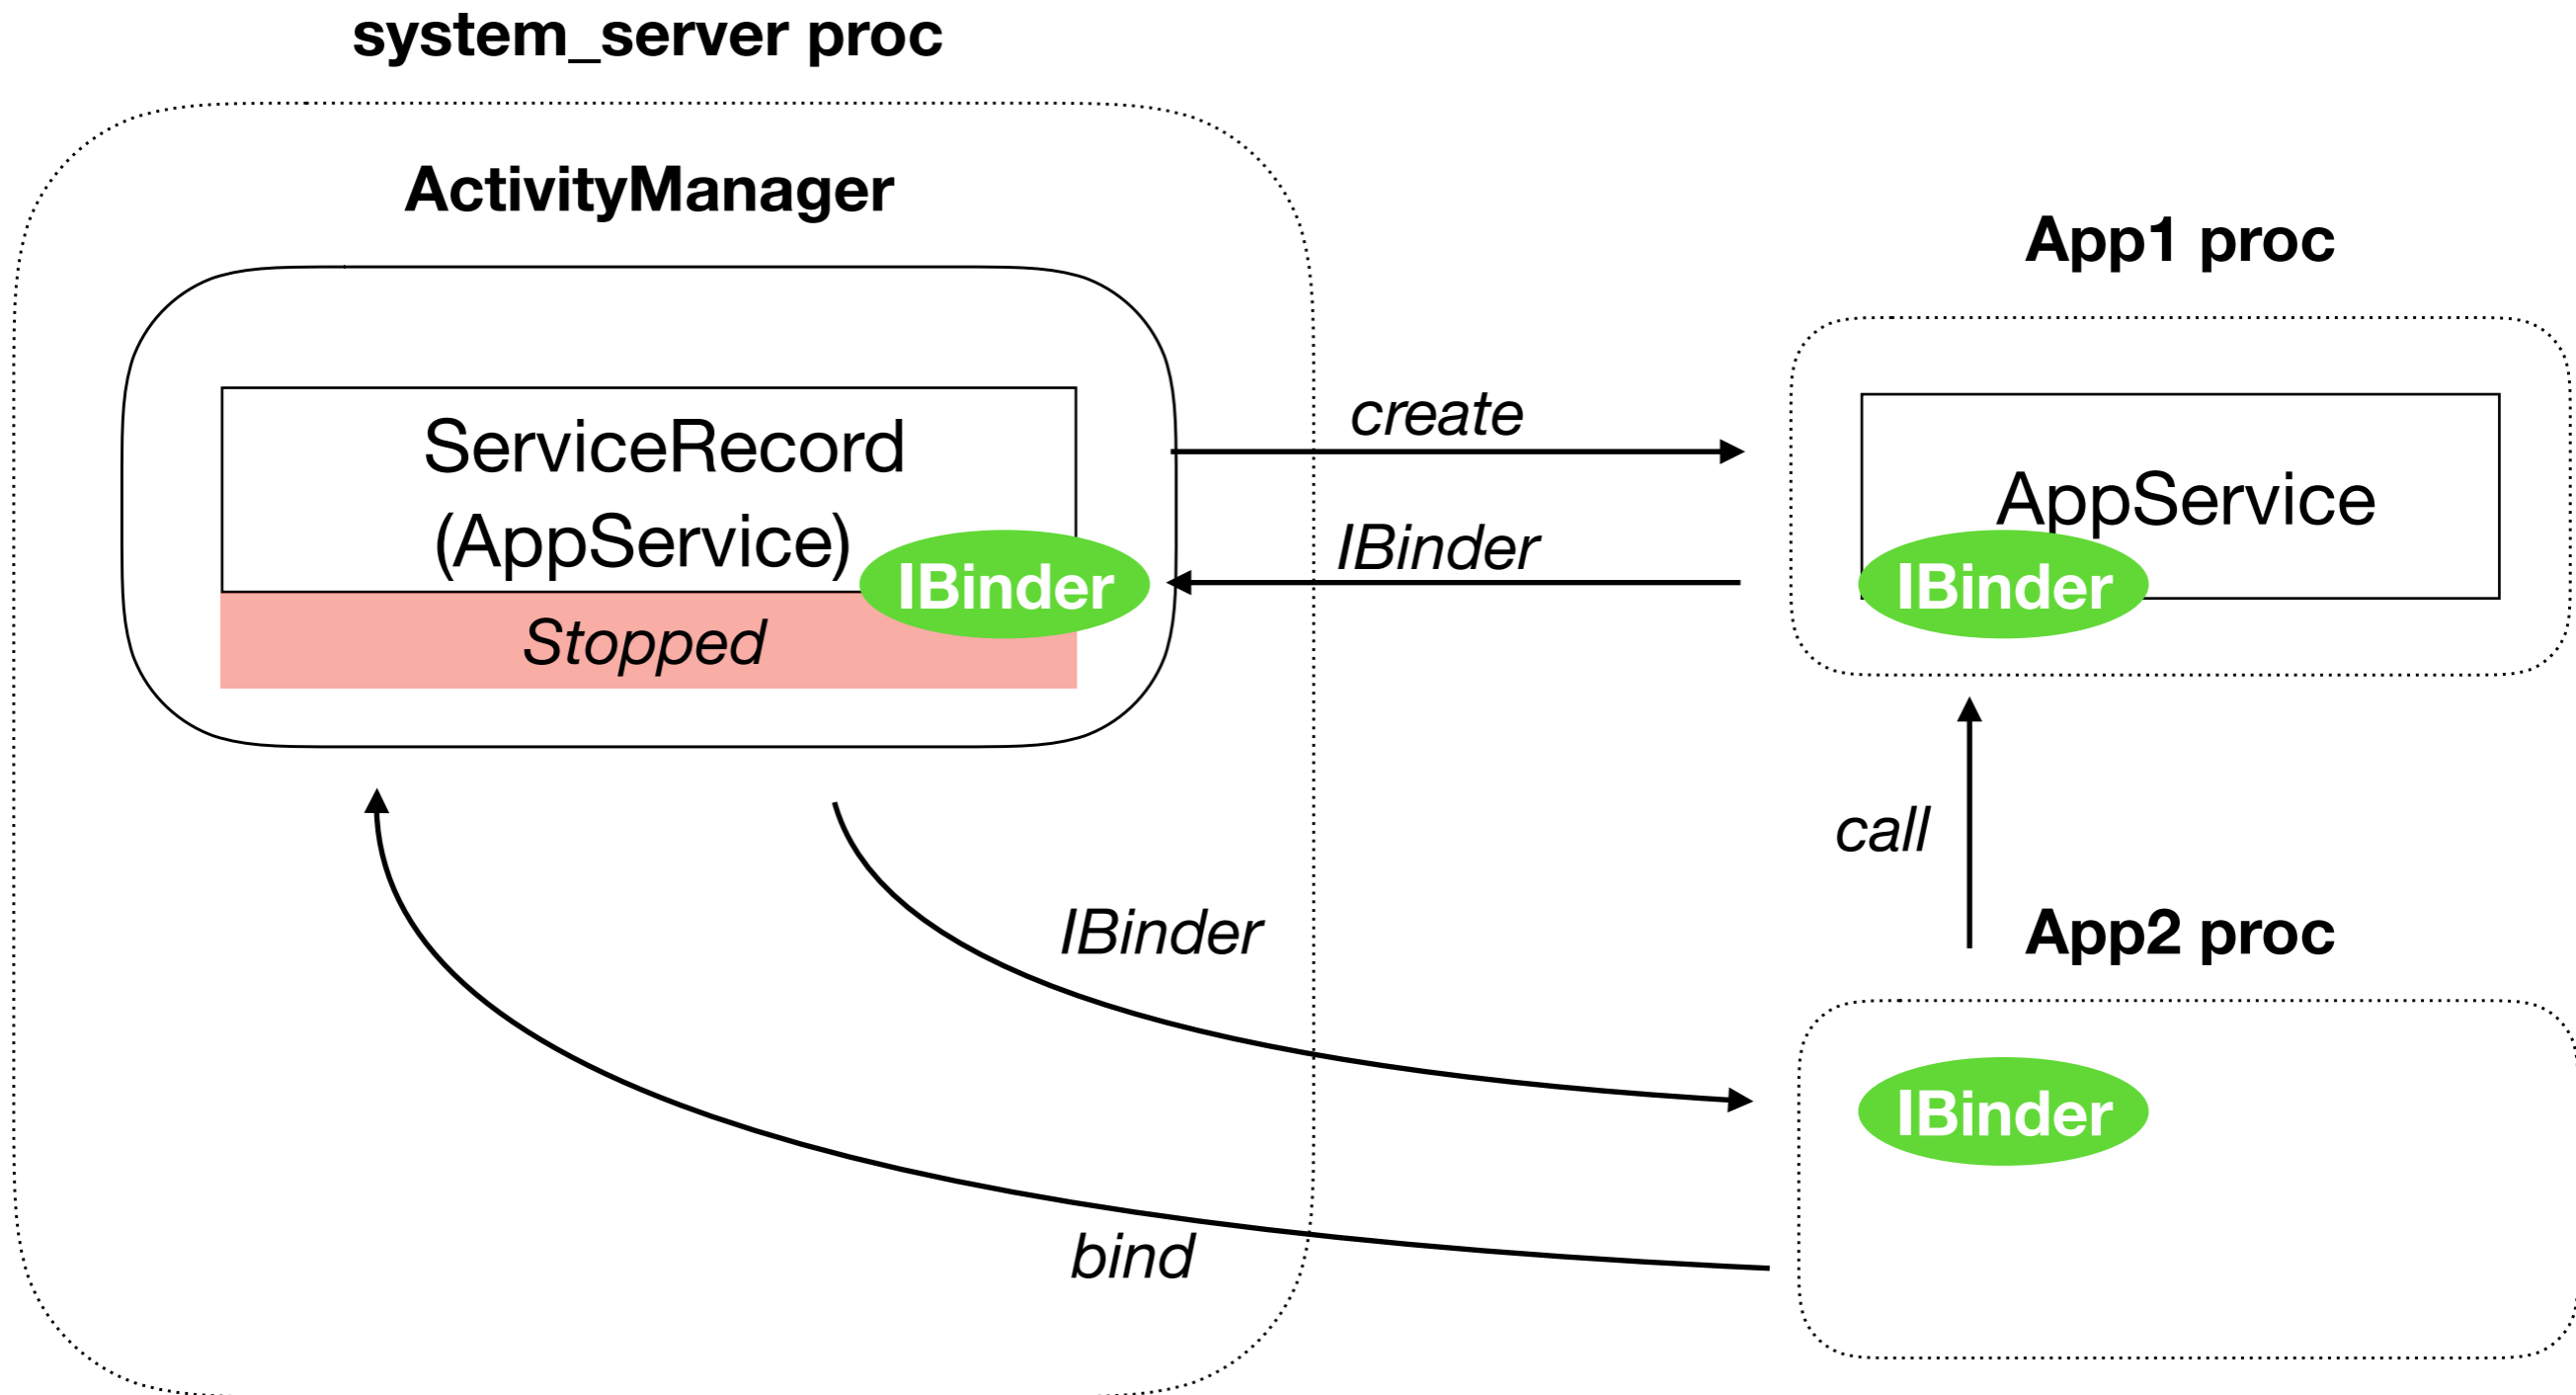 system_server proc
ActivityManager
ServiceRecord
(AppService)
IBinder
Stopped
create
IBinder
App1 proc
AppService
IBinder
call
IBinder
App2 proc
IBinder
bind